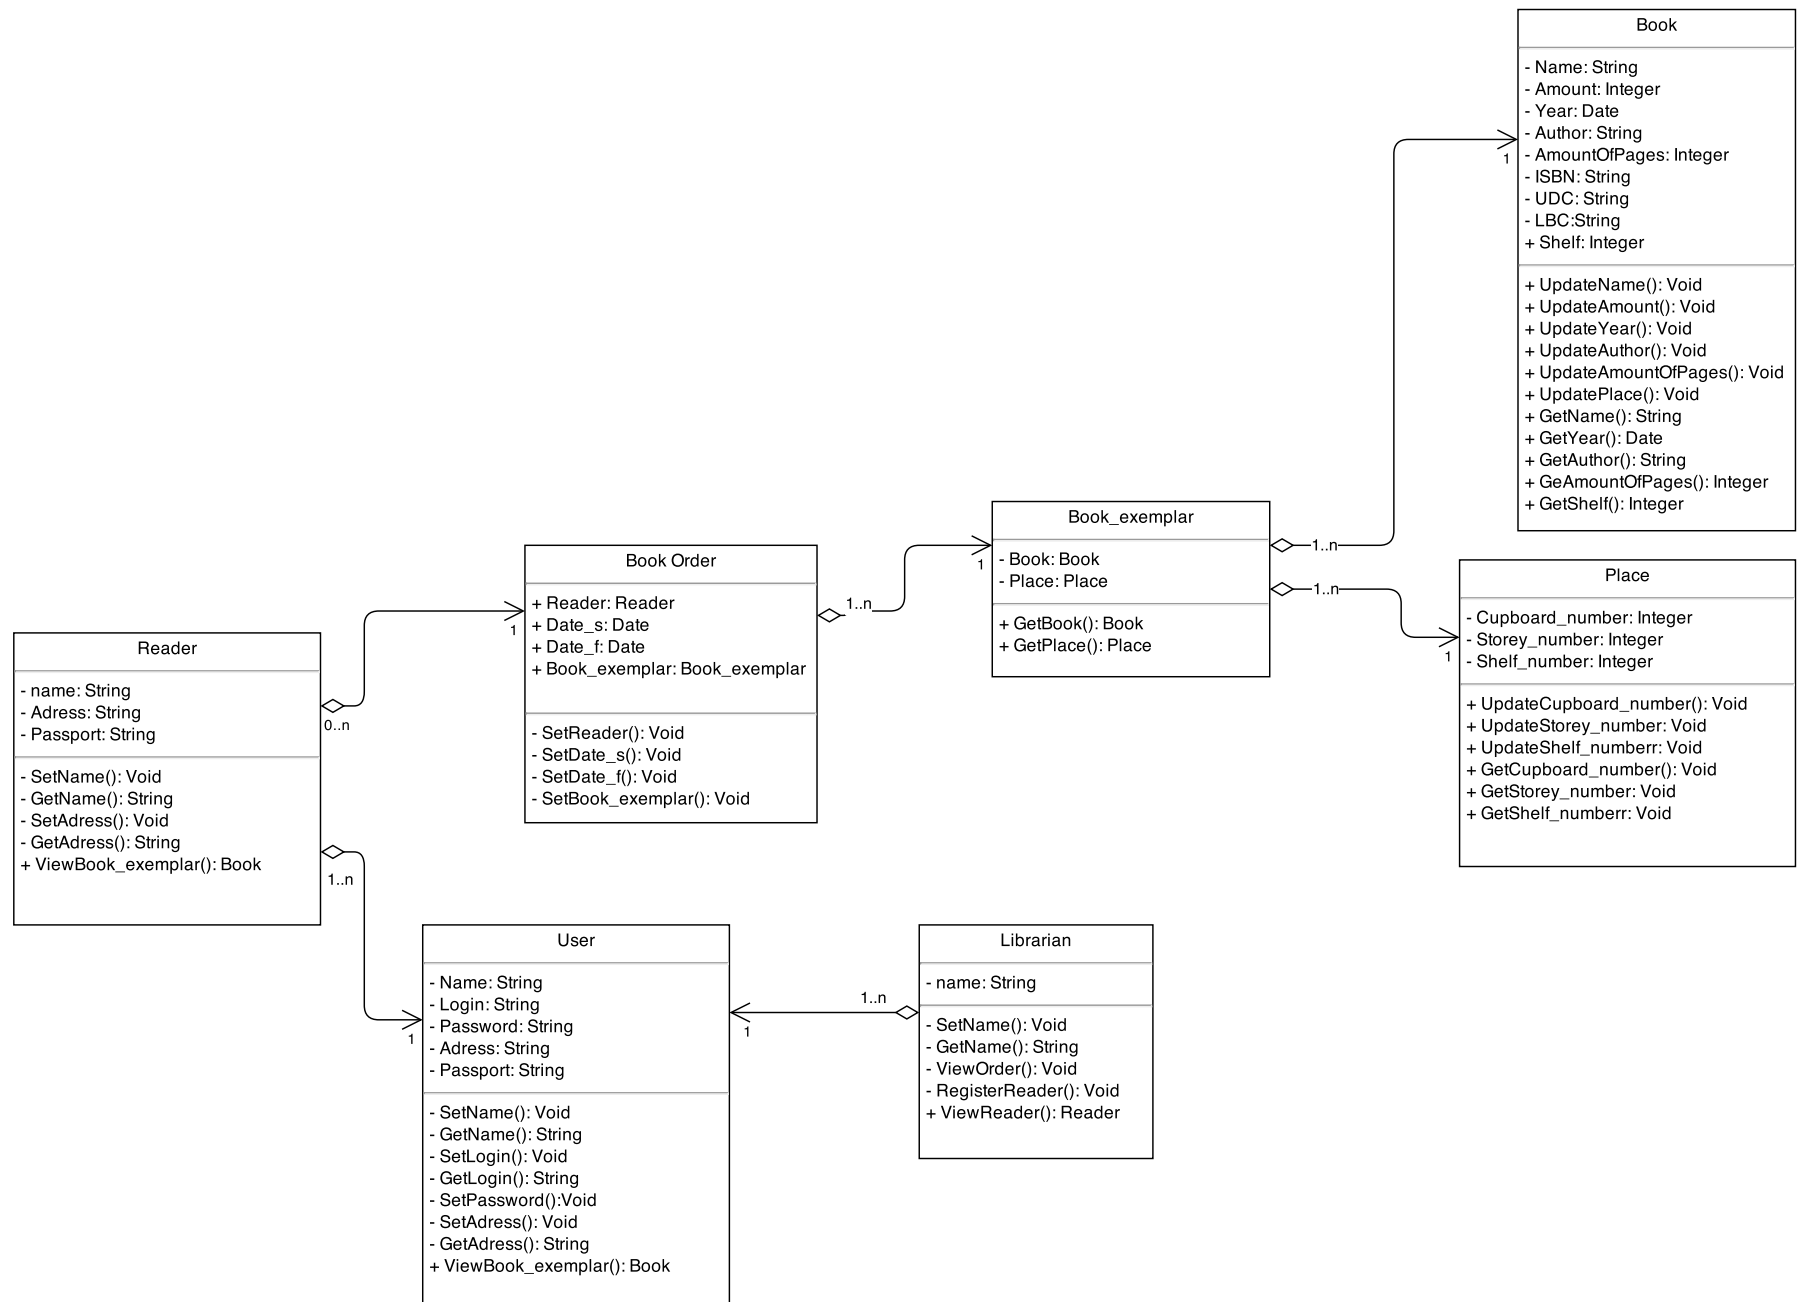 Book
- Name: String
- Amount: Integer
- Year: Date
- Author: String
- AmountOfPages: Integer
- ISBN: String
- UDC: String
- LBC:String
+ Shelf: Integer
+ UpdateName(): Void
+ UpdateAmount(): Void
+ UpdateYear(): Void
+ UpdateAuthor(): Void
+ UpdateAmountOfPages(): Void
+ UpdatePlace(): Void
+ GetName(): String
+ GetYear(): Date
+ GetAuthor(): String
+ GeAmountOfPages(): Integer
+ GetShelf(): Integer
1
Book_exemplar
- Book: Book
- Place: Place
+ GetBook(): Book
+ GetPlace(): Place
1..n
1..n
1
Place
- Cupboard_number: Integer
- Storey_number: Integer
- Shelf_number: Integer
+ UpdateCupboard_number(): Void
+ UpdateStorey_number: Void
+ UpdateShelf_numberr: Void
+ GetCupboard_number(): Void
+ GetStorey_number: Void
+ GetShelf_numberr: Void
1
Book Order
+ Reader: Reader
+ Date_s: Date
+ Date_f: Date
+ Book_exemplar: Book_exemplar
- SetReader(): Void
- SetDate_s(): Void
- SetDate_f(): Void
- SetBook_exemplar(): Void
1..n
1
Reader
- name: String
- Adress: String
- Passport: String
- SetName(): Void
- GetName(): String
- SetAdress(): Void
- GetAdress(): String
+ ViewBook_exemplar(): Book
0..n
1..n
User
- Name: String
- Login: String
- Password: String
- Adress: String
- Passport: String
- SetName(): Void
- GetName(): String
- SetLogin(): Void
- GetLogin(): String
- SetPassword():Void
- SetAdress(): Void
- GetAdress(): String
+ ViewBook_exemplar(): Book
1
1
1..n
Librarian
- name: String
- SetName(): Void
- GetName(): String
- ViewOrder(): Void
- RegisterReader(): Void
+ ViewReader(): Reader